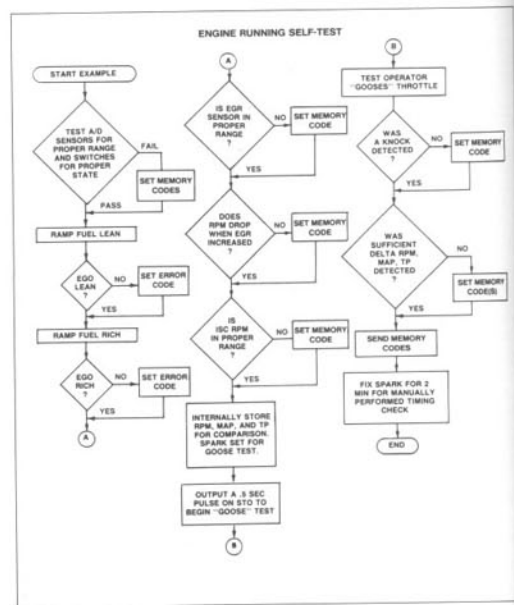 ENGINE RUNNING SELF-TEST
START EXAMPLE
TEST A/D
SENSORS FOR
PROPER RANGE
AND SWITCHES
FOR PROPER
STATE
FAIL
SET MEMORY
CODES
PASS
RAMP FUEL LEAN
EGO
LEAN
?
NO
SET ERROR
CODE
YES
RAMP FUEL RICH
EGO
RICH
?
NO
SET ERROR
CODE
YES
A
A
IS EGR
SENSOR IN
PROPER
RANGE
?
NO
SET MEMORY
CODE
YES
DOES
RPM DROP
WHEN EGR
INCREASED
?
NO
SET MEMORY
CODE
YES
IS
ISC RPM
IN PROPER
RANGE
?
NO
SET MEMORY
CODE
YES
INTERNALLY STORE
RPM, MAP, AND TP
FOR COMPARISON.
SPARK SET FOR
GOOSE TEST.
OUTPUT A .5 SEC
PULSE ON STO TO
BEGIN "GOOSE" TEST
B
B
TEST OPERATOR
"GOOSES" THROTTLE
WAS
A KNOCK
DETECTED
?
NO
SET MEMORY
CODE
YES
WAS
SUFFICIENT
DELTA RPM,
MAP, TP
DETECTED
?
NO
SET MEMORY
CODE(S)
YES
SEND MEMORY
CODES
FIX SPARK FOR 2
MIN FOR MANUALLY
PERFORMED TIMING
CHECK
END